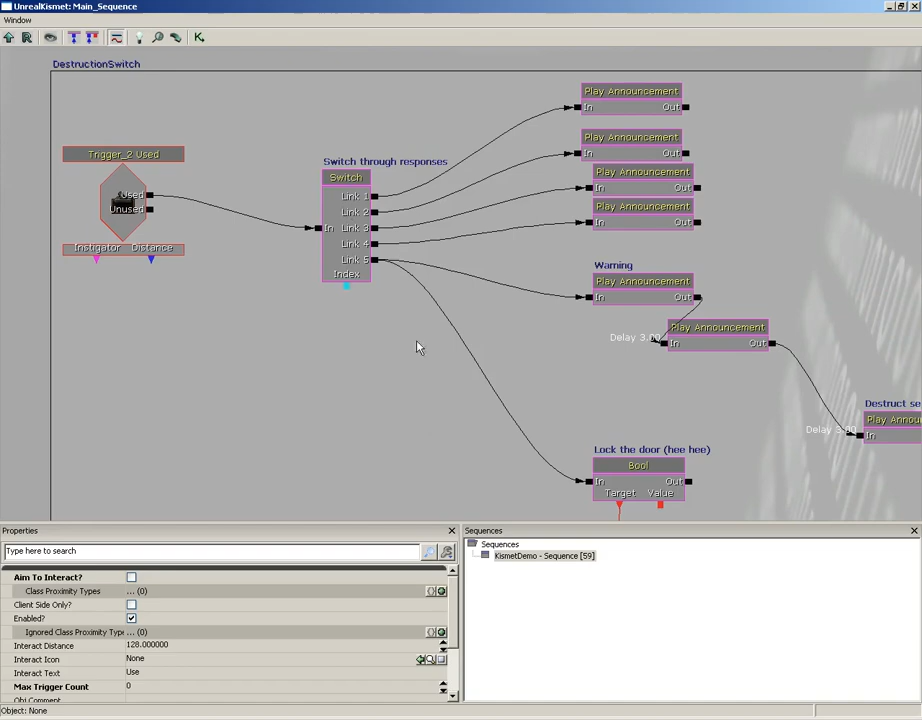 UnrealKismet: Main_Sequence
Window
DestructionSwitch
Play Announcement
In Out
Play Announcement
In Out
Trigger_2 Used
Switch through responses
Play Announcement
In Out
Switch
Used
Link 1
Unused
Link 2
Play Announcement
In Out
In Link 3
Link 4
Instigator Distance
Link 5
Index
Warning
Play Announcement
In Out
Play Announcement
Delay 3.00
In Out
Destruct se
Play Annou
Delay 3.00
In
Lock the door (hee hee)
Bool
In Out
Target Value
Properties
Sequences
Type here to search
Sequences
KismetDemo - Sequence [59]
Aim To Interact?
Class Proximity Types ... (0)
Client Side Only?
Enabled?
Ignored Class Proximity Type ... (0)
Interact Distance 128.000000
Interact Icon None
Interact Text Use
Max Trigger Count 0
Obj Comment
Object: None